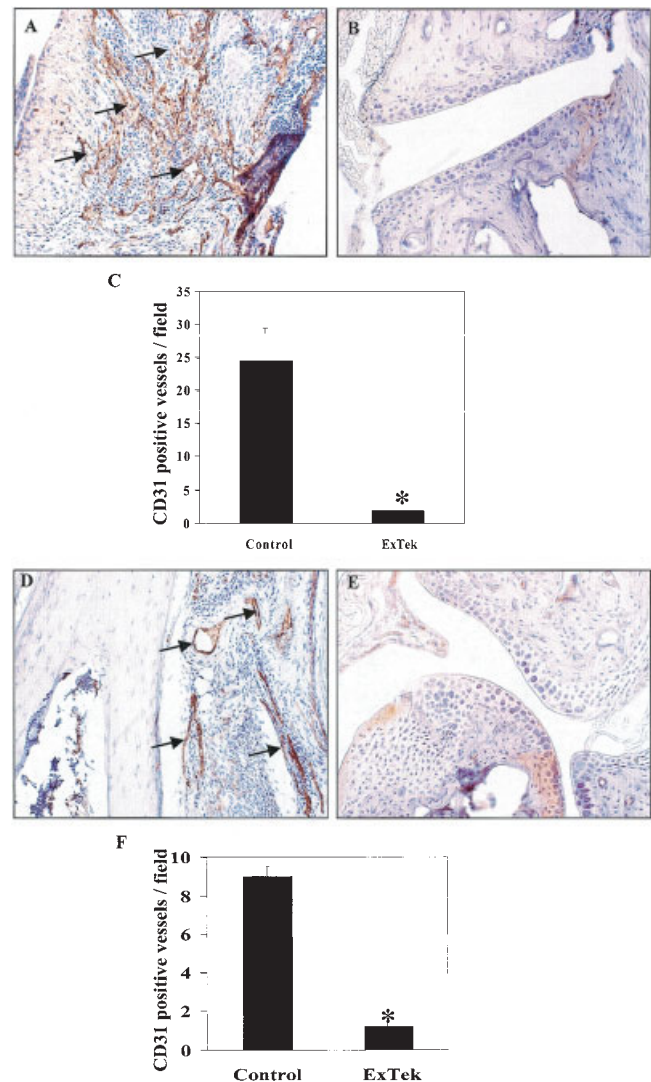 A
B
C
CD31 positive vessels / field
35
30
25
20
15
10
5
0
*
Control
ExTek
D
E
F
CD31 positive vessels / field
10
8
6
4
2
0
*
Control
ExTek